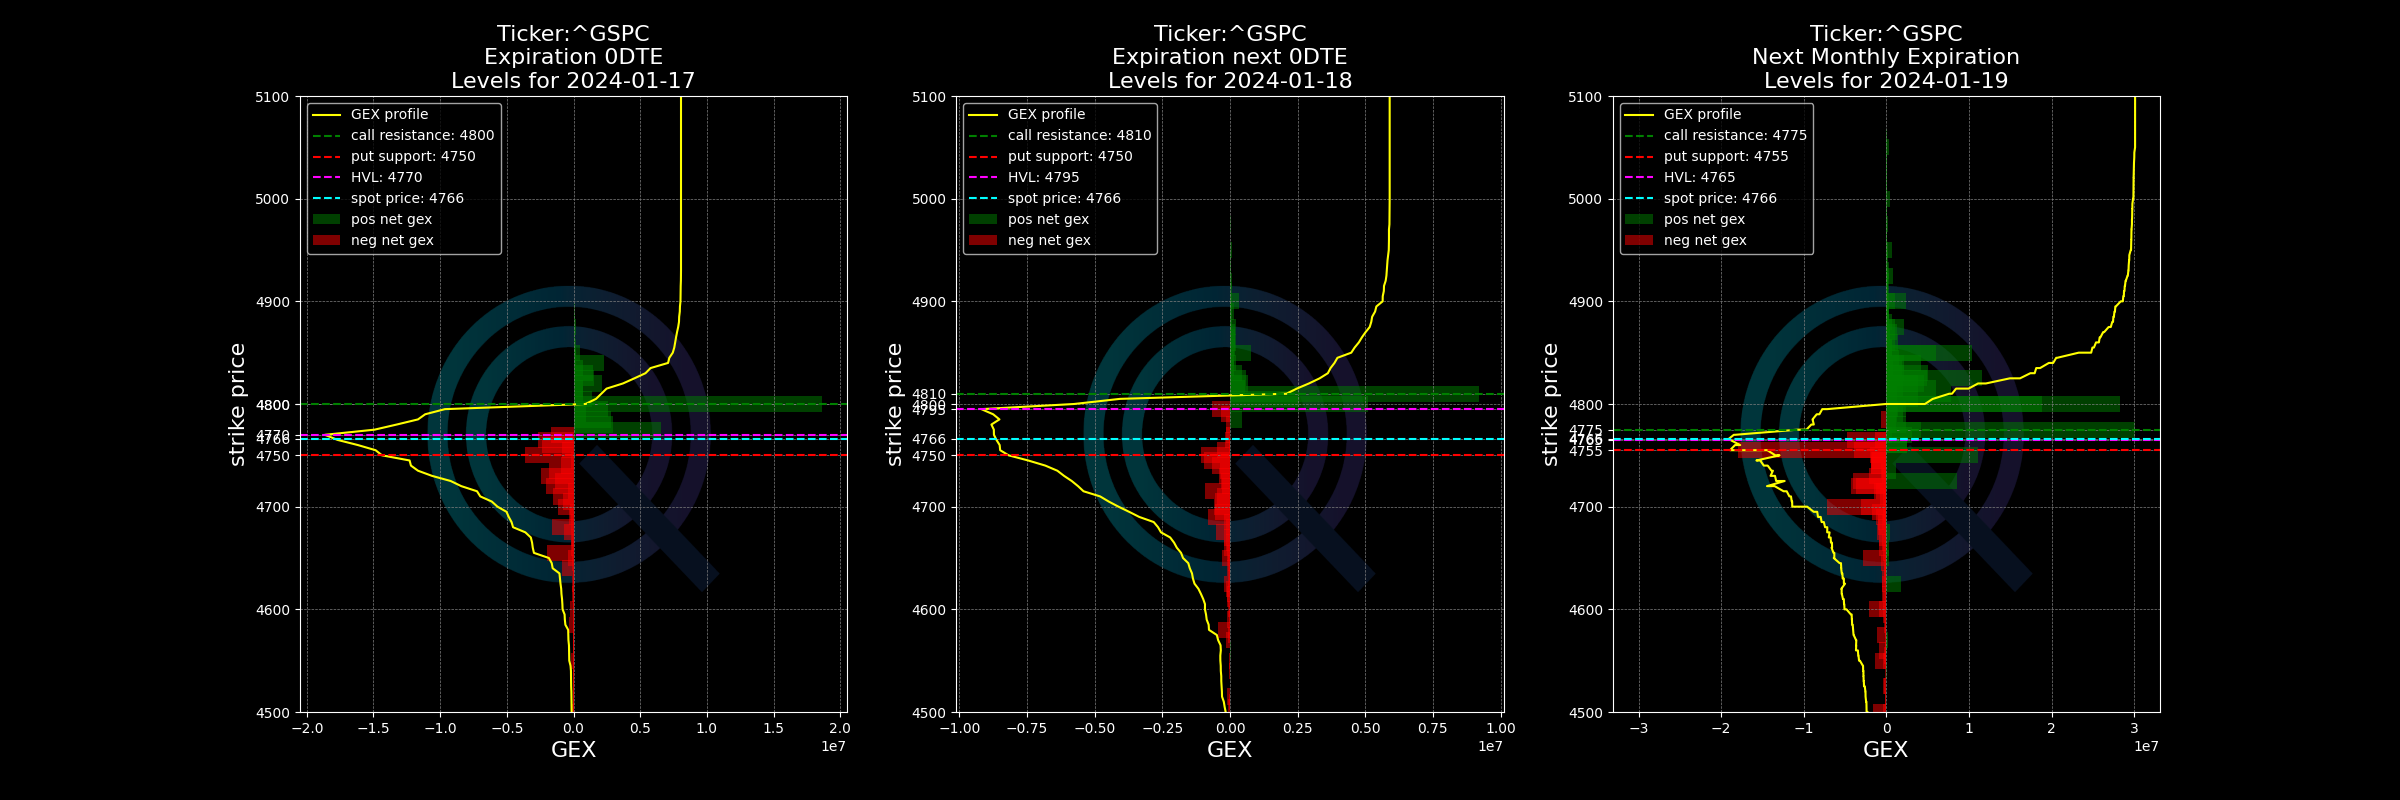 Ticker:^GSPC
Expiration 0DTE
Levels for 2024-01-17
GEX profile
call resistance: 4800
put support: 4750
HVL: 4770
spot price: 4766
pos net gex
neg net gex
5100
5000
4900
4800
4770
4766
4750
4700
4600
4500
strike price
−2.0 −1.5 −1.0 −0.5 0.0 0.5 1.0 1.5 2.0
1e7
GEX
Ticker:^GSPC
Expiration next 0DTE
Levels for 2024-01-18
GEX profile
call resistance: 4810
put support: 4750
HVL: 4795
spot price: 4766
pos net gex
neg net gex
5100
5000
4900
4810
4800
4795
4766
4750
4700
4600
4500
strike price
−1.00 −0.75 −0.50 −0.25 0.00 0.25 0.50 0.75 1.00
1e7
GEX
Ticker:^GSPC
Next Monthly Expiration
Levels for 2024-01-19
GEX profile
call resistance: 4775
put support: 4755
HVL: 4765
spot price: 4766
pos net gex
neg net gex
5100
5000
4900
4800
4775
4766
4765
4755
4700
4600
4500
strike price
−3 −2 −1 0 1 2 3
1e7
GEX